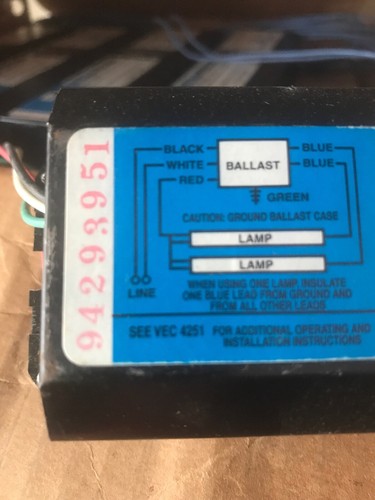 94293951
BLACK BLUE
WHITE BALLAST BLUE
RED
GREEN
CAUTION: GROUND BALLAST CASE
LAMP
LAMP
LINE
WHEN USING ONE LAMP, INSULATE
ONE BLUE LEAD FROM GROUND AND
FROM ALL OTHER LEADS
SEE VEC 4251 FOR ADDITIONAL OPERATING AND
INSTALLATION INSTRUCTIONS